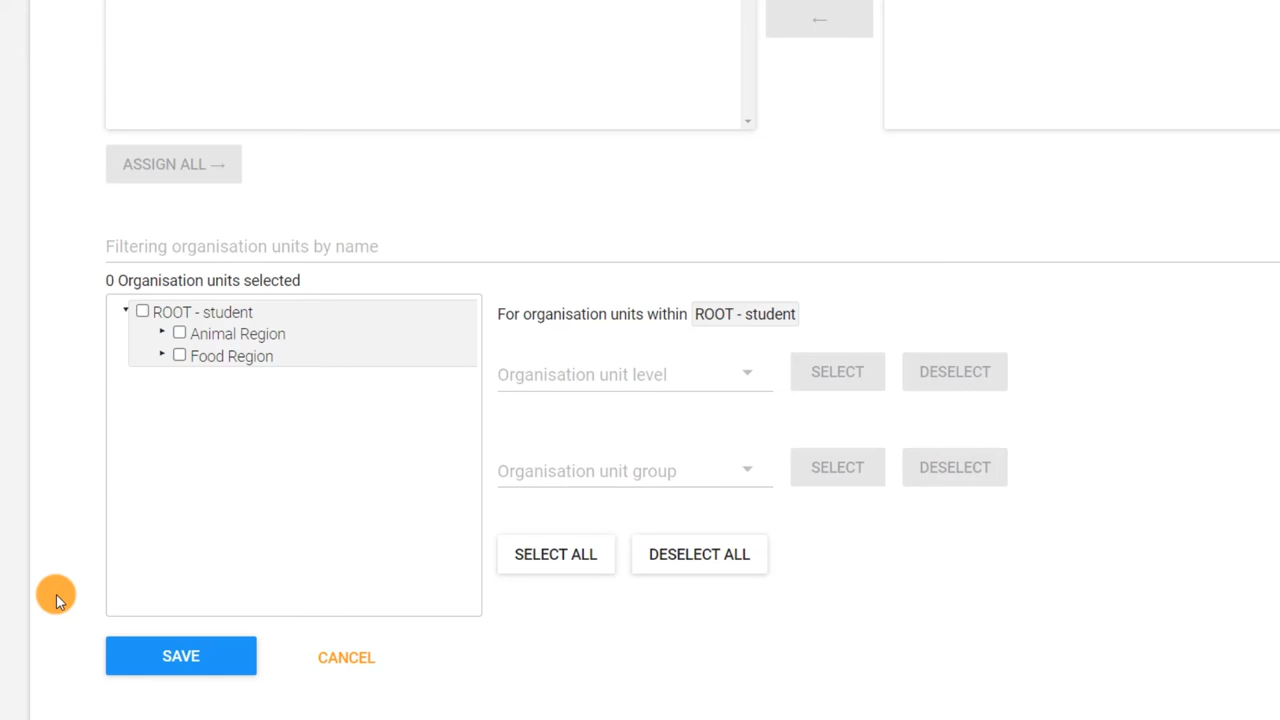 ←
ASSIGN ALL →
Filtering organisation units by name
0 Organisation units selected
ROOT - student
Animal Region
Food Region
For organisation units within ROOT - student
Organisation unit level SELECT DESELECT
Organisation unit group SELECT DESELECT
SELECT ALL DESELECT ALL
SAVE CANCEL